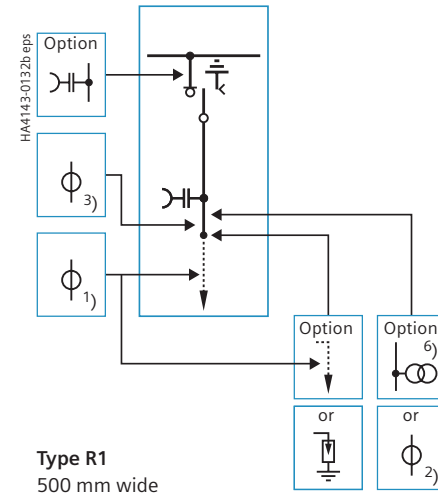 HA4143-0132b eps
Option
3)
1)
Option
Option
6)
or
or
2)
Type R1
500 mm wide